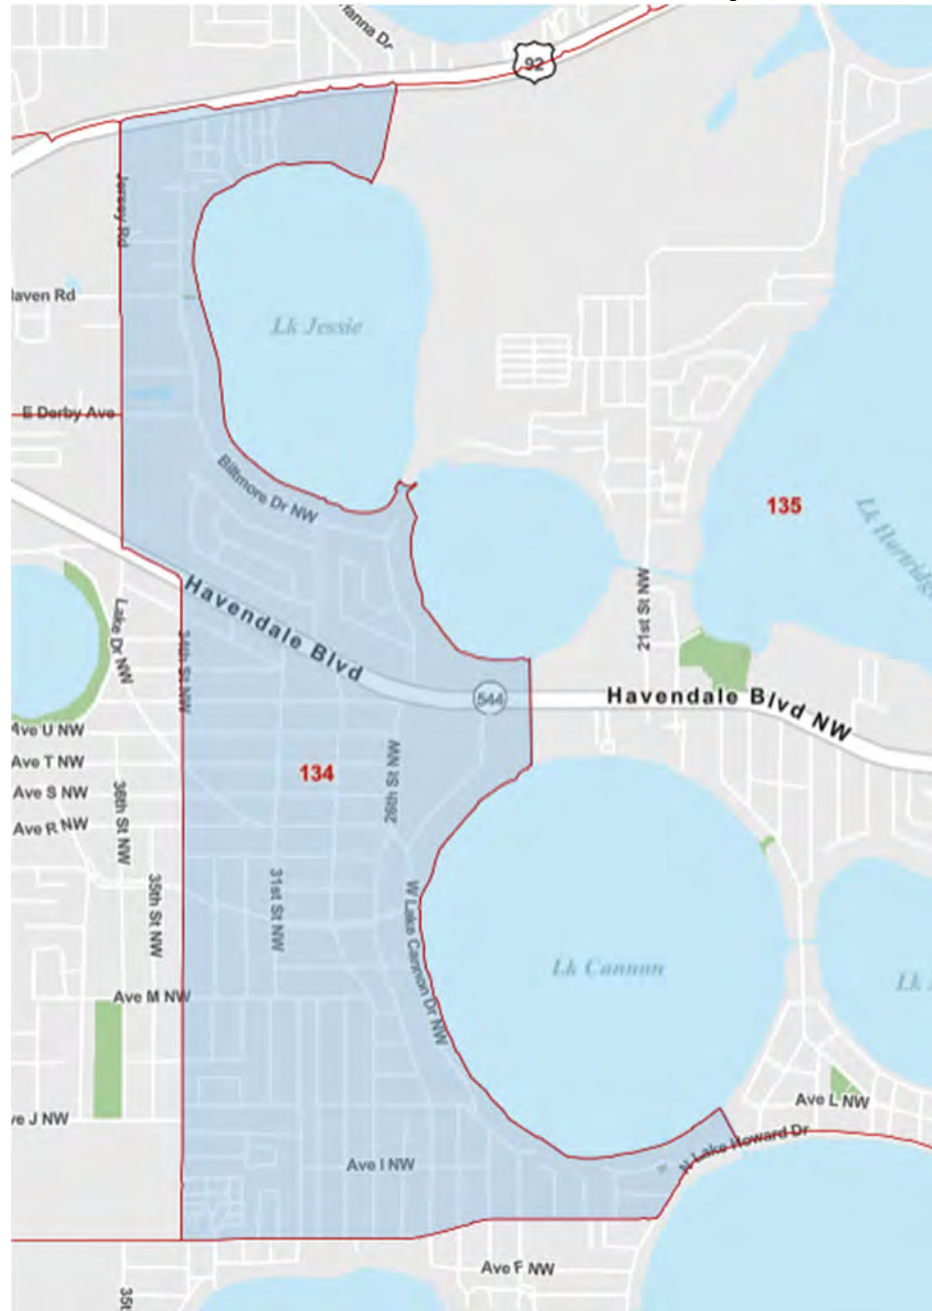 92
Jersey Rd
Haven Rd
Lk Jessie
E Derby Ave
Biltmore Dr NW
135
21st St NW
Lake Dr NW
34th St NW
Havendale Blvd
544
Havendale Blvd NW
Ave U NW
Ave T NW
134
26th St NW
Ave S NW
36th St NW
Ave R NW
35th St NW
31st St NW
W Lake Cannon Dr NW
Lk Cannon
Lk
Ave M NW
Ave L NW
Ave J NW
N Lake Howard Dr
Ave I NW
Ave F NW
35t